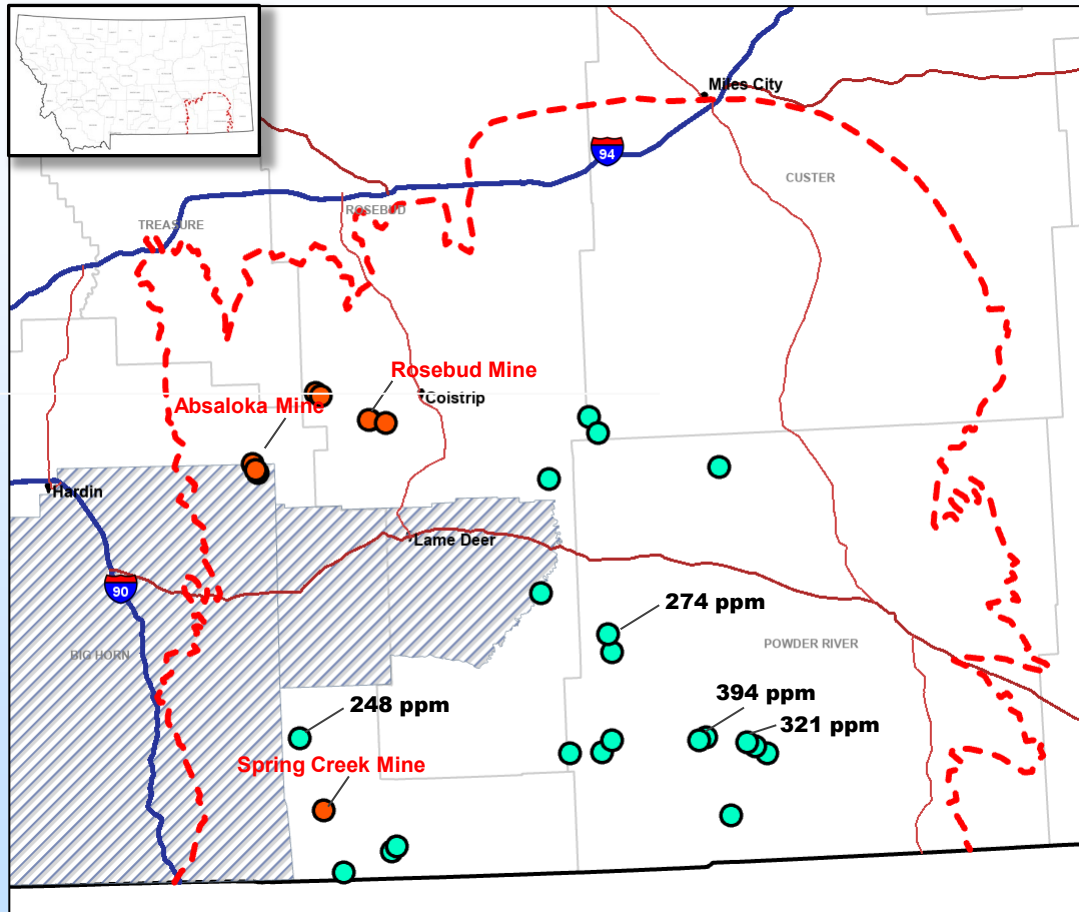 Miles City
94
CUSTER
ROSEBUD
TREASURE
Rosebud Mine
Colstrip
Absaloka Mine
Hardin
Lame Deer
90
274 ppm
POWDER RIVER
BIG HORN
394 ppm
248 ppm
321 ppm
Spring Creek Mine